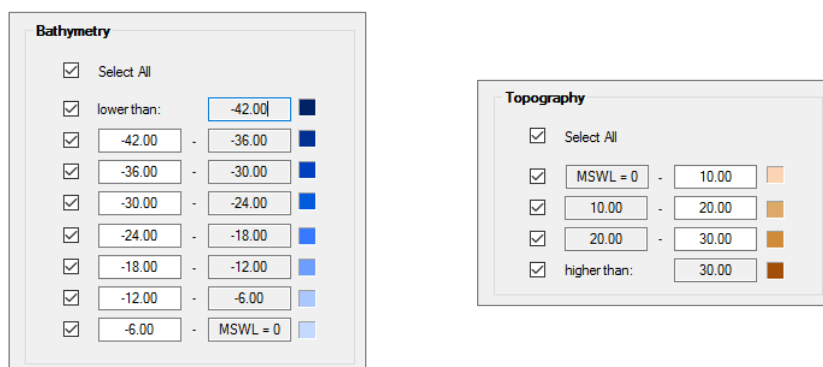 Bathymetry
Select All
lower than: -42.00
-42.00 - -36.00
-36.00 - -30.00
-30.00 - -24.00
-24.00 - -18.00
-18.00 - -12.00
-12.00 - -6.00
-6.00 - MSWL = 0
Topography
Select All
MSWL = 0 - 10.00
10.00 - 20.00
20.00 - 30.00
higher than: 30.00